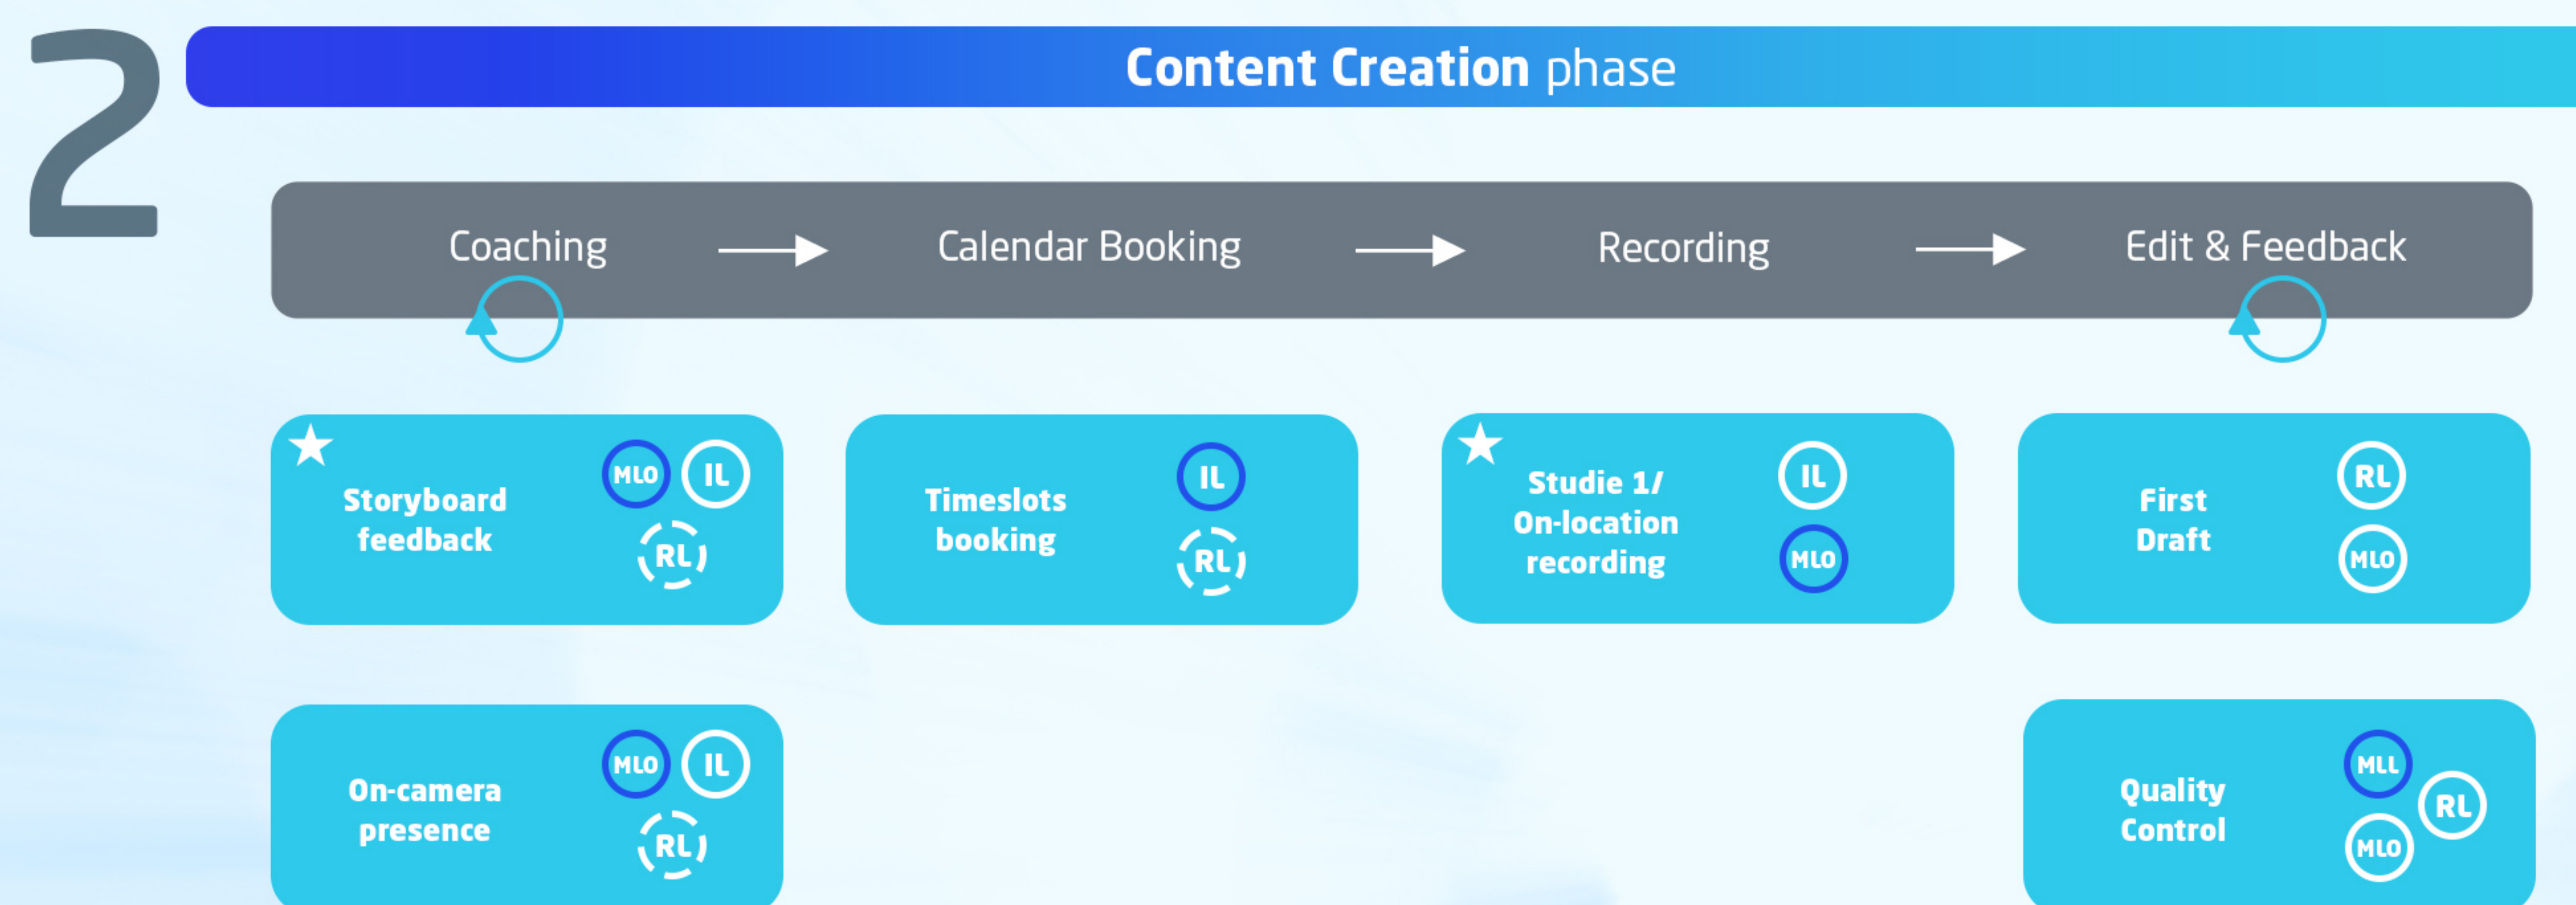 2
Content Creation phase
Coaching
Calendar Booking
Recording
Edit & Feedback
Storyboard
feedback
MLO
IL
RL
Timeslots
booking
IL
RL
Studie 1/
On-location
recording
IL
MLO
First
Draft
RL
MLO
On-camera
presence
MLO
IL
RL
Quality
Control
MLL
RL
MLO